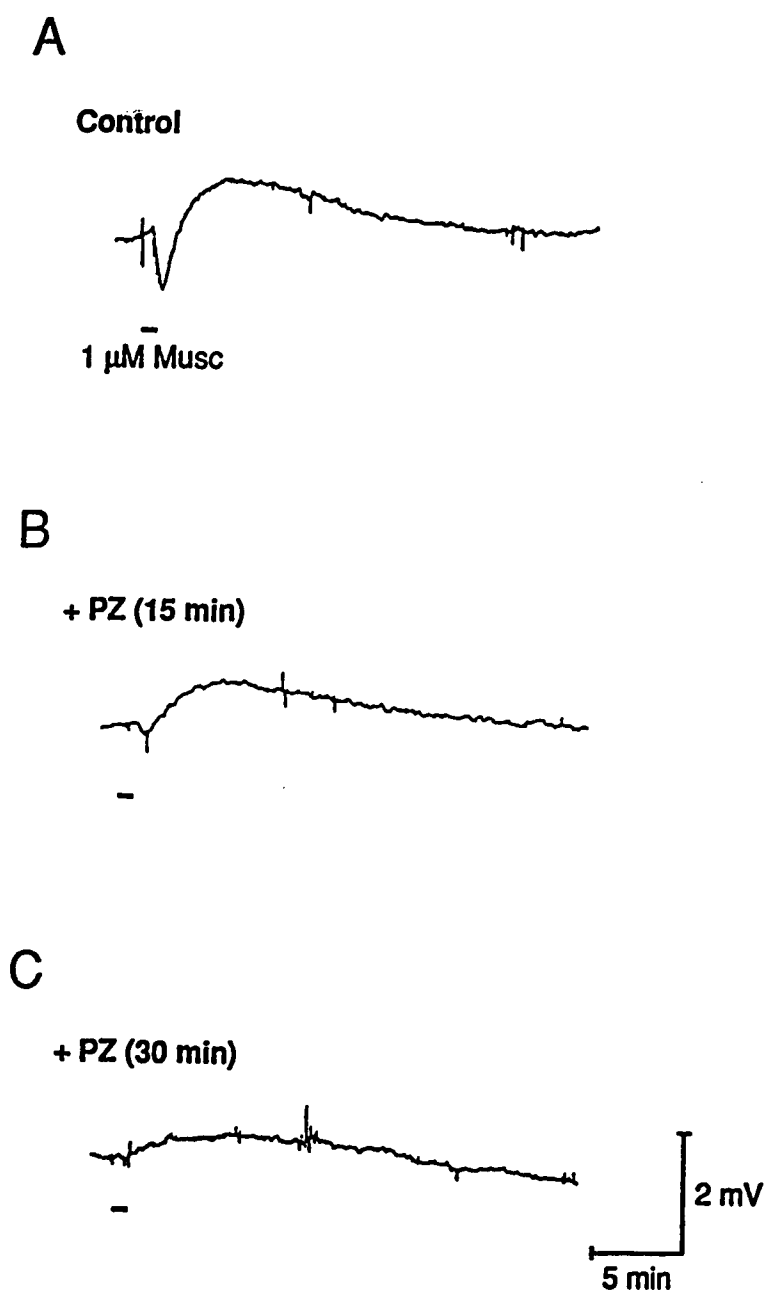 A
Control
1 μM Musc
B
+ PZ (15 min)
C
+ PZ (30 min)
2 mV
5 min